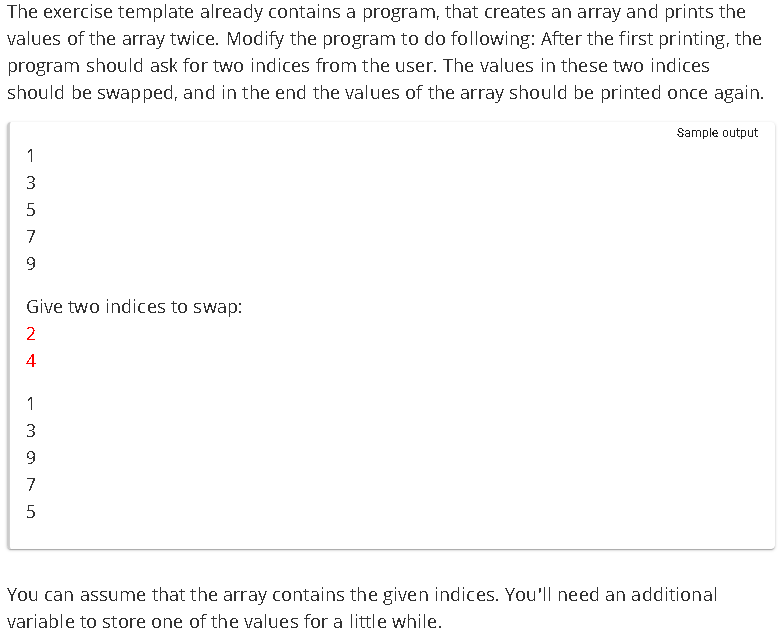 The exercise template already contains a program, that creates an array and prints the
values of the array twice. Modify the program to do following: After the first printing, the
program should ask for two indices from the user. The values in these two indices
should be swapped, and in the end the values of the array should be printed once again.
Sample output
1
3
5
7
9
Give two indices to swap:
2
4
1
3
9
7
5
You can assume that the array contains the given indices. You'll need an additional
variable to store one of the values for a little while.